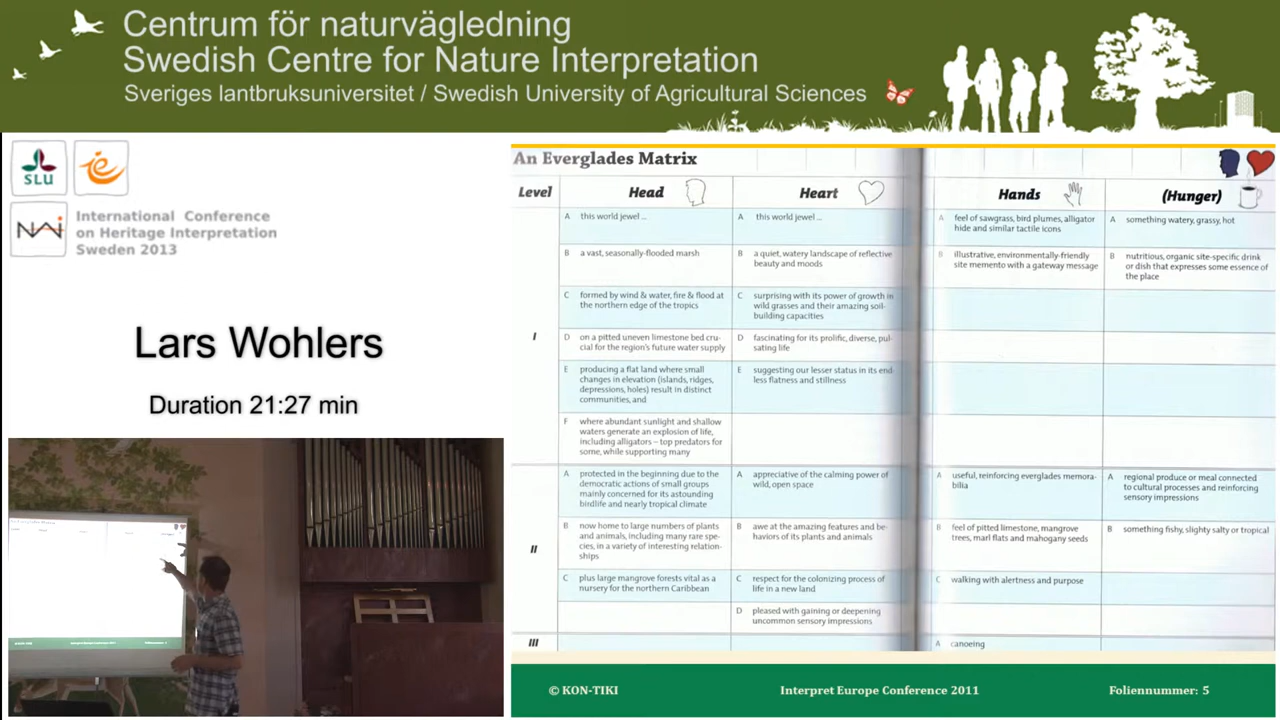 Centrum för naturvägledning
Swedish Centre for Nature Interpretation
Sveriges lantbruksuniversitet / Swedish University of Agricultural Sciences
SLU
ie
NAI
International Conference
on Heritage Interpretation
Sweden 2013
Lars Wohlers
Duration 21:27 min
An Everglades Matrix
Level Head Heart Hands (Hunger)
I
A this world jewel ...
B a vast, seasonally-flooded marsh
C formed by wind & water, fire & flood at
the northern edge of the tropics
D on a pitted uneven limestone bed cru-
cial for the region's future water supply
E producing a flat land where small
changes in elevation (islands, ridges,
depressions, holes) result in distinct
communities, and
F where abundant sunlight and shallow
waters generate an explosion of life,
including alligators – top predators for
some, while supporting many
A this world jewel ...
B a quiet, watery landscape of reflective
beauty and moods
C surprising with its power of growth in
wild grasses and their amazing soil-
building capacities
D fascinating for its prolific, diverse, pul-
sating life
E suggesting our lesser status in its end-
less flatness and stillness
A feel of sawgrass, bird plumes, alligator
hide and similar tactile icons
B illustrative, environmentally-friendly
site memento with a gateway message
A something watery, grassy, hot
B nutritious, organic site-specific drink
or dish that expresses some essence of
the place
II
A protected in the beginning due to the
democratic actions of small groups
mainly concerned for its astounding
birdlife and nearly tropical climate
B now home to large numbers of plants
and animals, including many rare spe-
cies, in a variety of interesting relation-
ships
C plus large mangrove forests vital as a
nursery for the northern Caribbean
A appreciative of the calming power of
wild, open space
B awe at the amazing features and be-
haviors of its plants and animals
C respect for the colonizing process of
life in a new land
D pleased with gaining or deepening
uncommon sensory impressions
A useful, reinforcing everglades memora-
bilia
B feel of pitted limestone, mangrove
trees, marl flats and mahogany seeds
C walking with alertness and purpose
A regional produce or meal connected
to cultural processes and reinforcing
sensory impressions
B something fishy, slighty salty or tropical
III
A canoeing
© KON-TIKI Interpret Europe Conference 2011 Foliennummer: 5